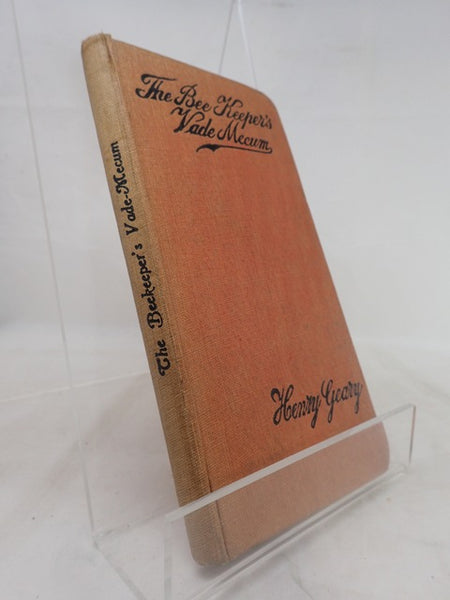 The Bee Keeper's
Vade Mecum
Henry Geary
The Beekeeper's Vade-Mecum